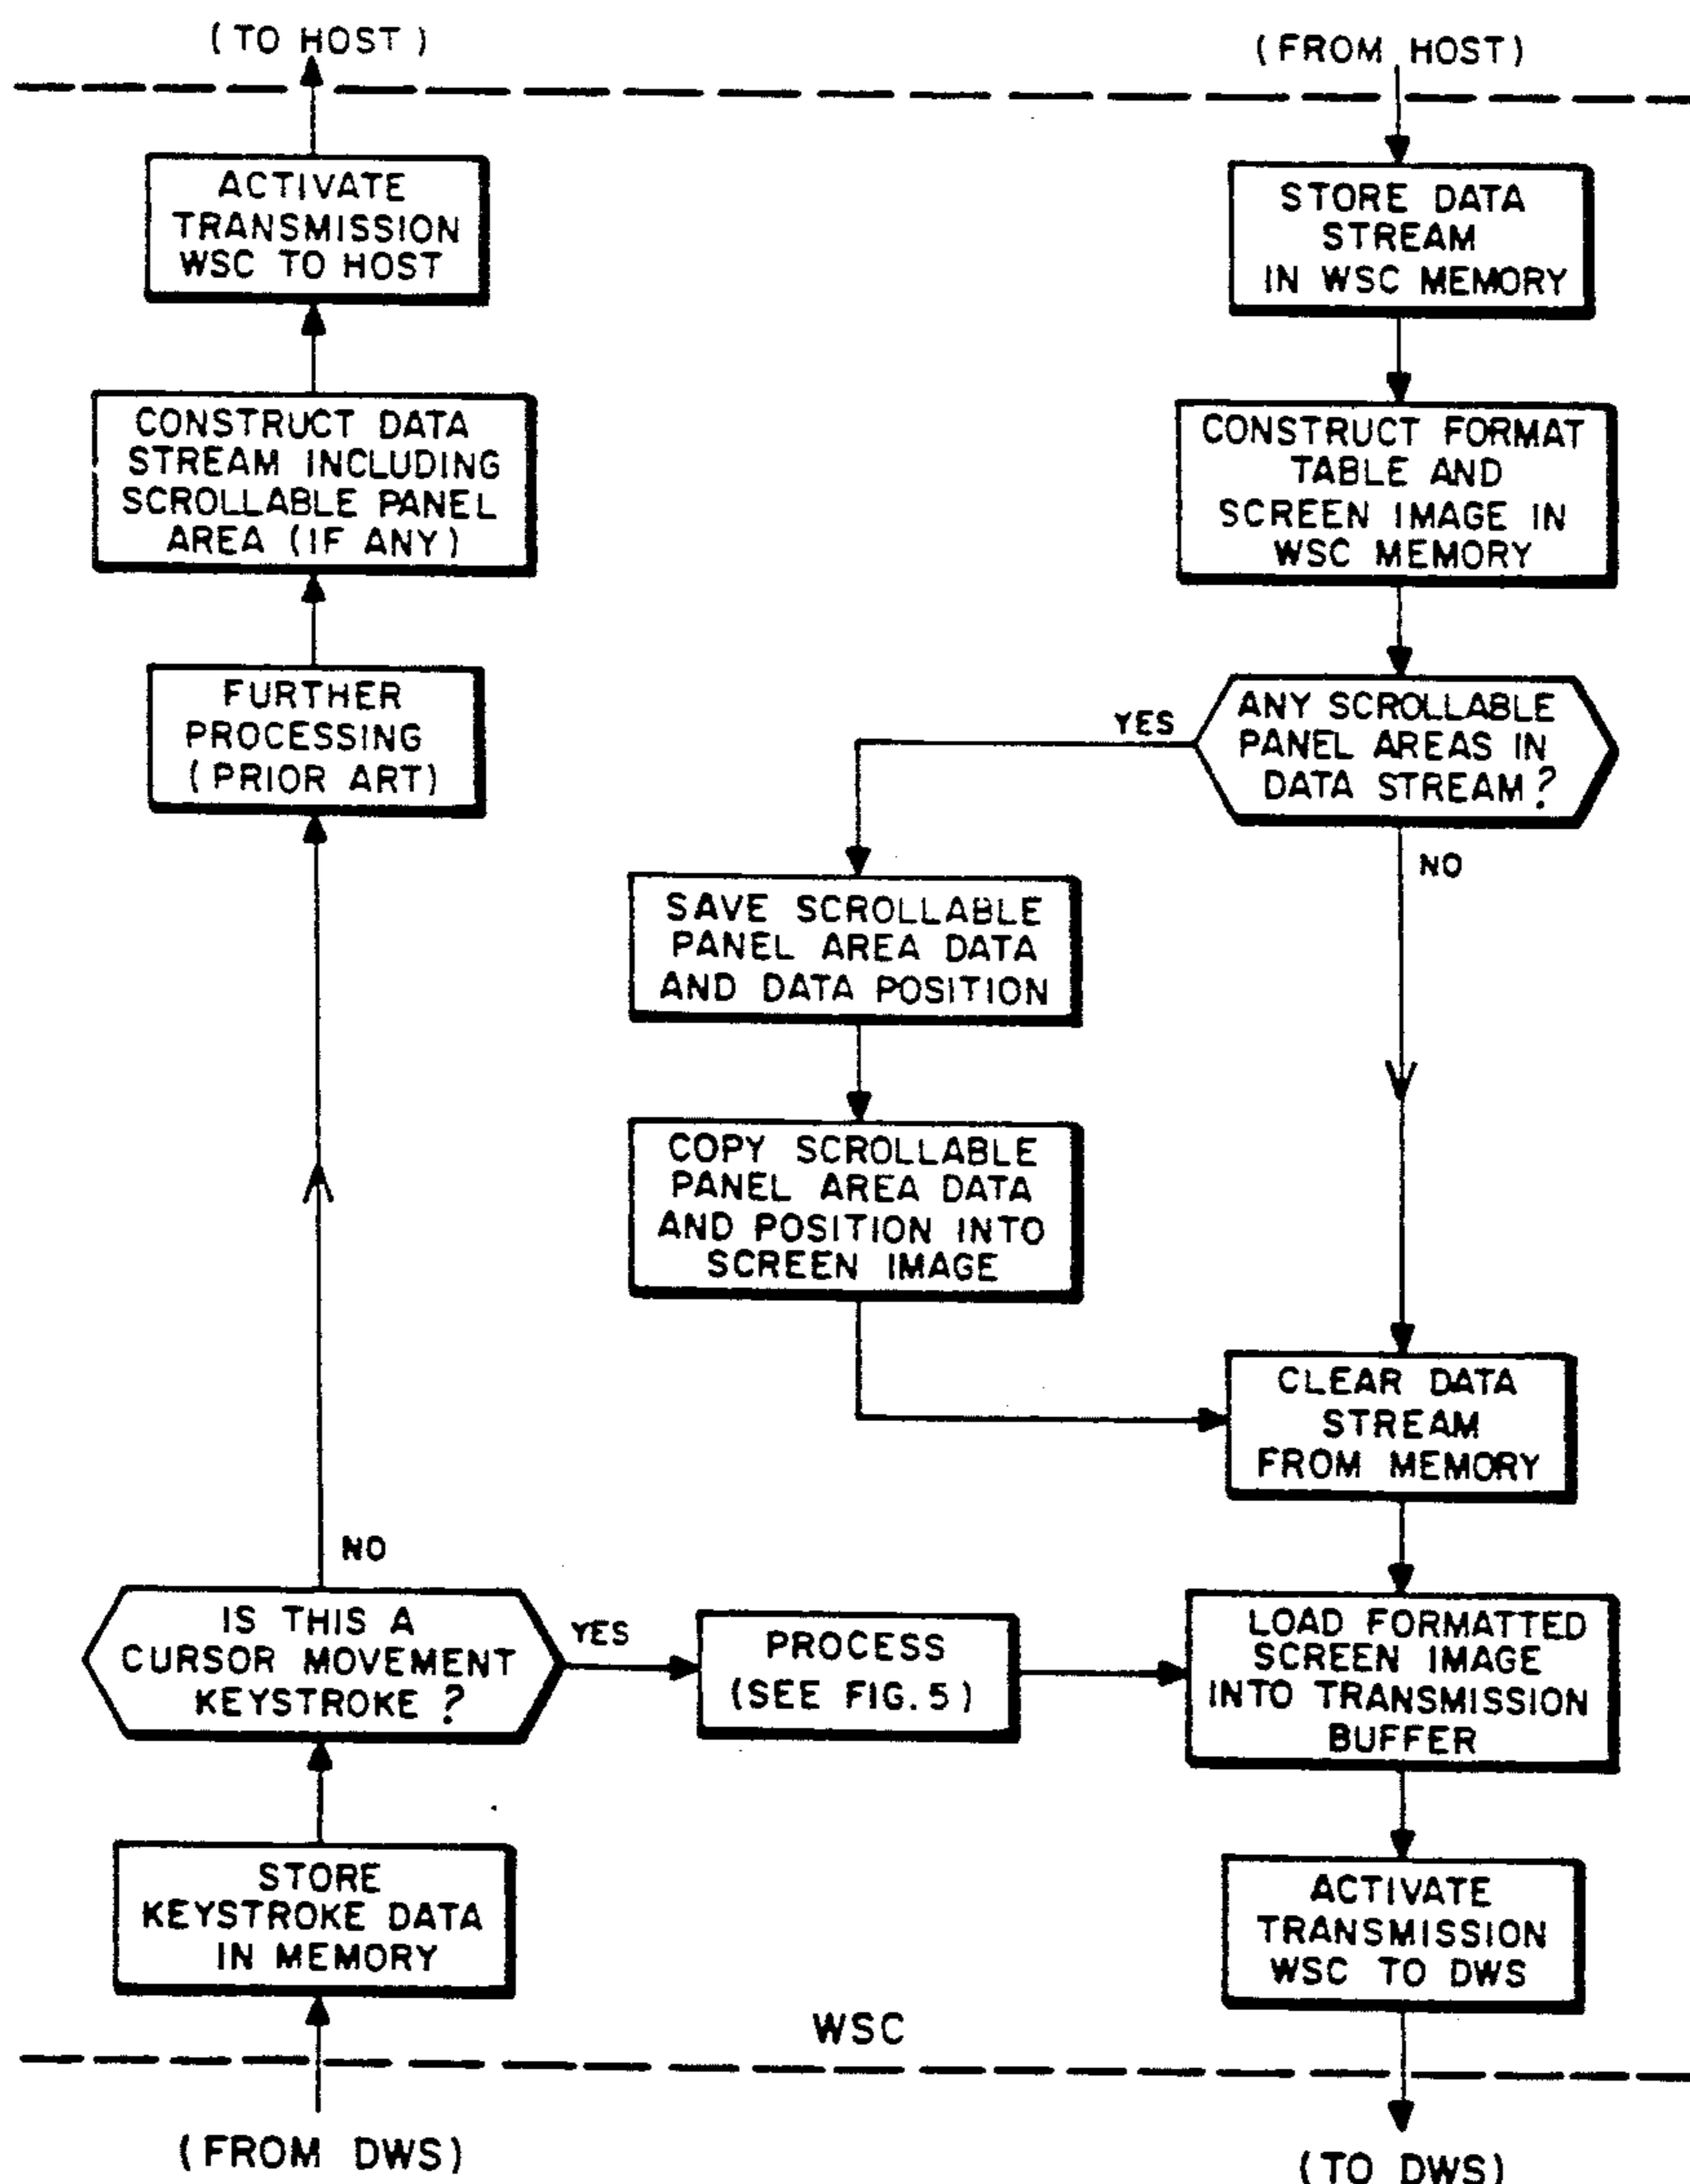 (TO HOST)
(FROM HOST)
ACTIVATE
TRANSMISSION
WSC TO HOST
STORE DATA
STREAM
IN WSC MEMORY
CONSTRUCT DATA
STREAM INCLUDING
SCROLLABLE PANEL
AREA (IF ANY)
CONSTRUCT FORMAT
TABLE AND
SCREEN IMAGE IN
WSC MEMORY
FURTHER
PROCESSING
(PRIOR ART)
ANY SCROLLABLE
PANEL AREAS IN
DATA STREAM?
YES
NO
SAVE SCROLLABLE
PANEL AREA DATA
AND DATA POSITION
COPY SCROLLABLE
PANEL AREA DATA
AND POSITION INTO
SCREEN IMAGE
CLEAR DATA
STREAM
FROM MEMORY
NO
IS THIS A
CURSOR MOVEMENT
KEYSTROKE ?
YES
PROCESS
(SEE FIG. 5)
LOAD FORMATTED
SCREEN IMAGE
INTO TRANSMISSION
BUFFER
STORE
KEYSTROKE DATA
IN MEMORY
ACTIVATE
TRANSMISSION
WSC TO DWS
WSC
(FROM DWS)
(TO DWS)